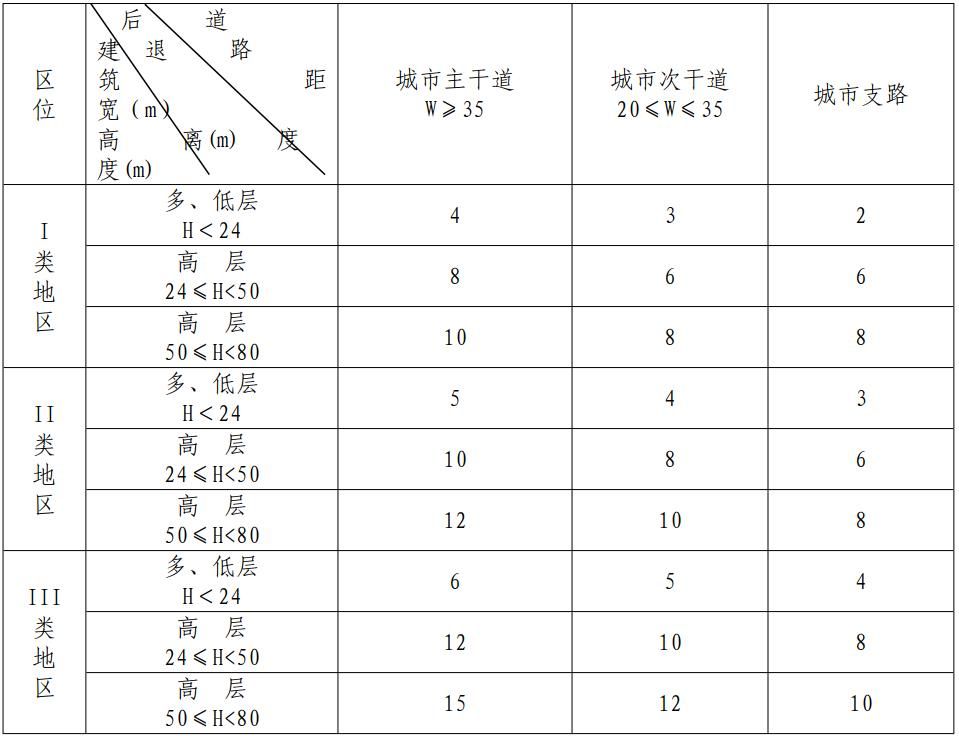 区位
后 道
建 退 路
筑 距
宽(m)
高 离(m) 度
度(m)
城市主干道
W≥35
城市次干道
20≤W≤35
城市支路
I类地区
多、低层
H<24
4
3
2
高 层
24≤H<50
8
6
6
高 层
50≤H<80
10
8
8
II类地区
多、低层
H<24
5
4
3
高 层
24≤H<50
10
8
6
高 层
50≤H<80
12
10
8
III类地区
多、低层
H<24
6
5
4
高 层
24≤H<50
12
10
8
高 层
50≤H<80
15
12
10